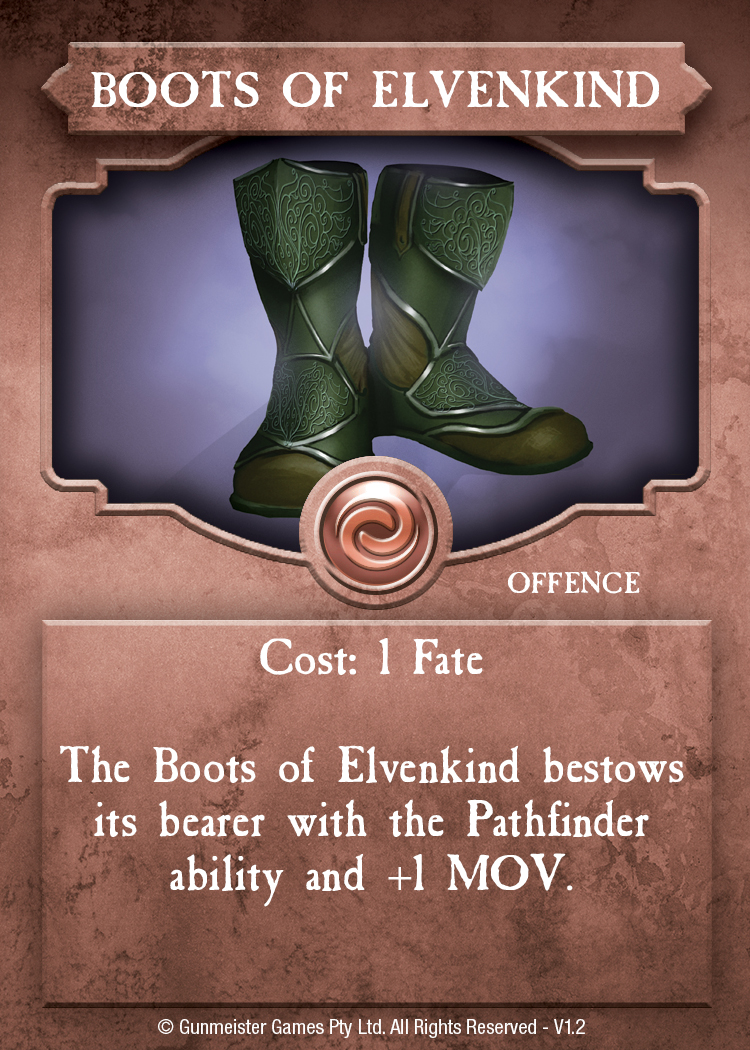 BOOTS OF ELVENKIND
OFFENCE
Cost: 1 Fate
The Boots of Elvenkind bestows
its bearer with the Pathfinder
ability and +1 MOV.
© Gunmeister Games Pty Ltd. All Rights Reserved - V1.2